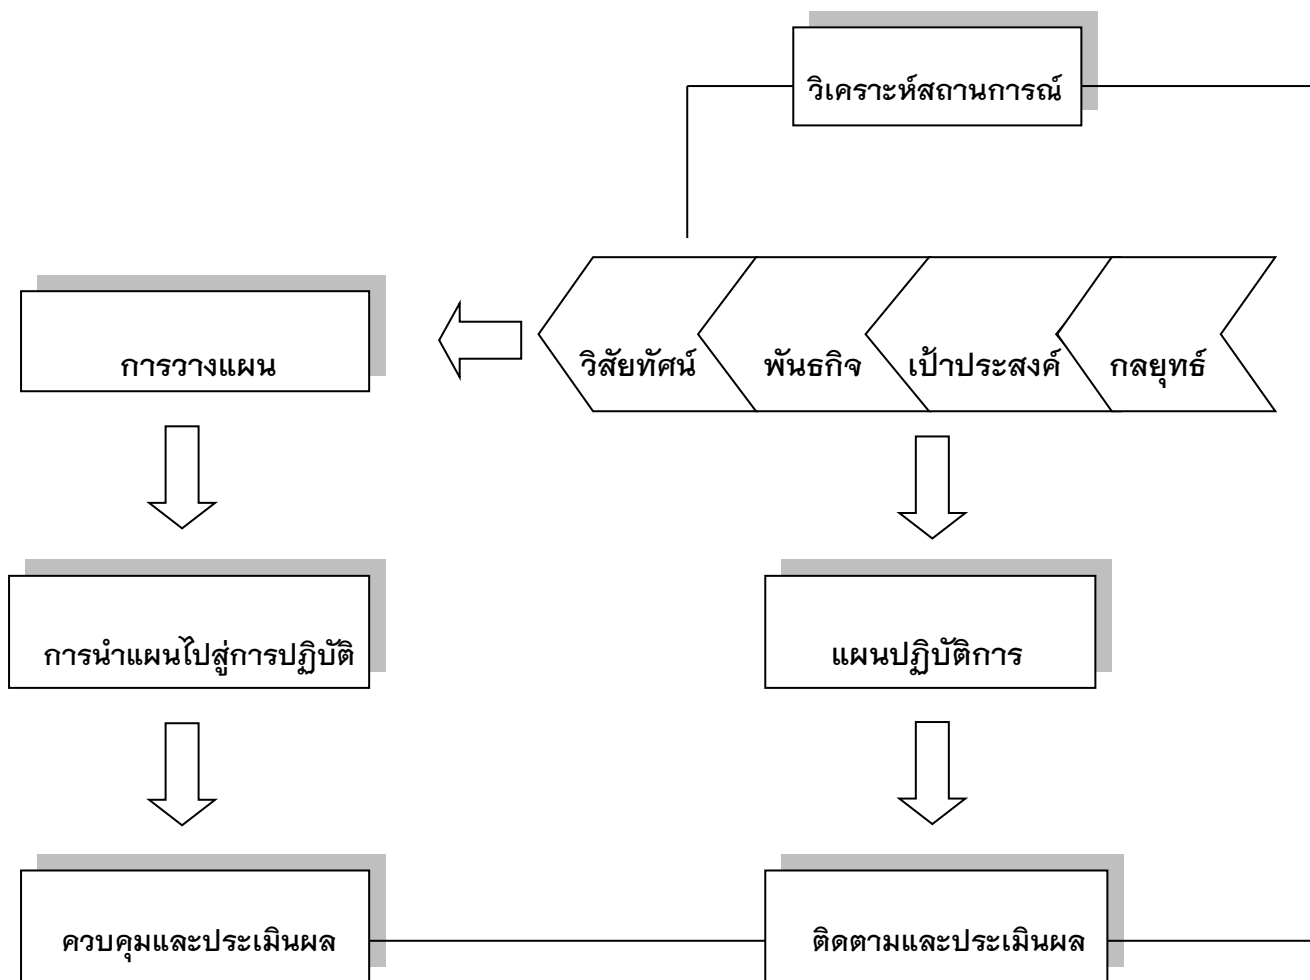 วิเคราะห์สถานการณ์
การวางแผน
วิสัยทัศน์
พันธกิจ
เป้าประสงค์
กลยุทธ์
การนำแผนไปสู่การปฏิบัติ
แผนปฏิบัติการ
ควบคุมและประเมินผล
ติดตามและประเมินผล